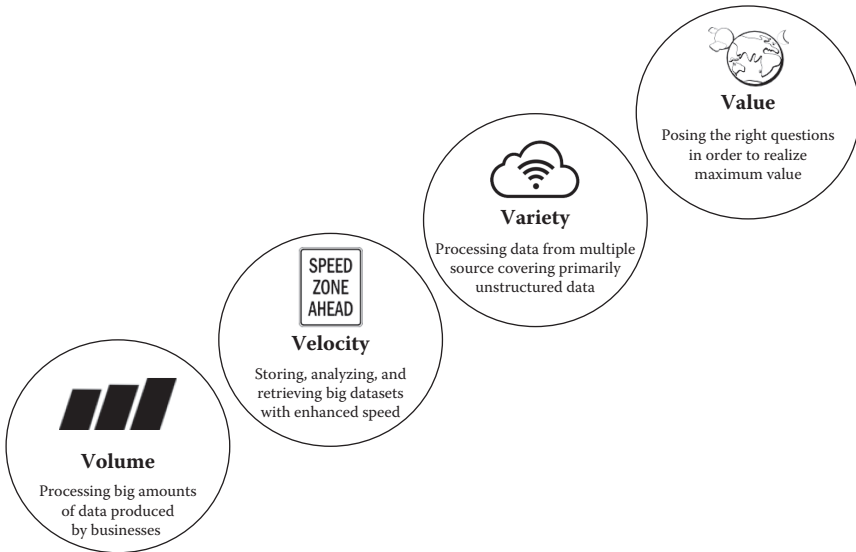 Value
Posing the right questions
in order to realize
maximum value
Variety
Processing data from multiple
source covering primarily
unstructured data
SPEED
ZONE
AHEAD
Velocity
Storing, analyzing, and
retrieving big datasets
with enhanced speed
Volume
Processing big amounts
of data produced
by businesses